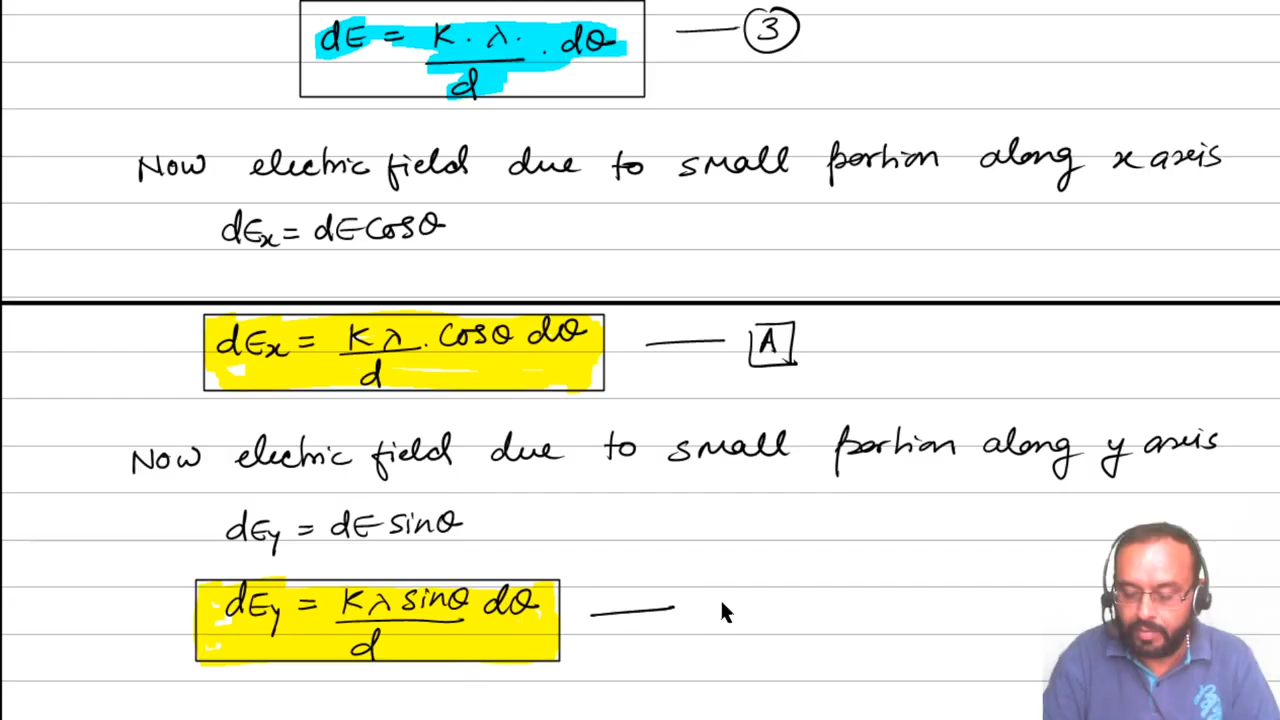 dE = K.λ. . dθ —— 3
d
Now electric field due to small portion along x axis
dEx = dE Cosθ
dEx = Kλ . Cosθ dθ —— A
d
Now electric field due to small portion along y axis
dEy = dE sinθ
dEy = Kλ sinθ dθ ——
d